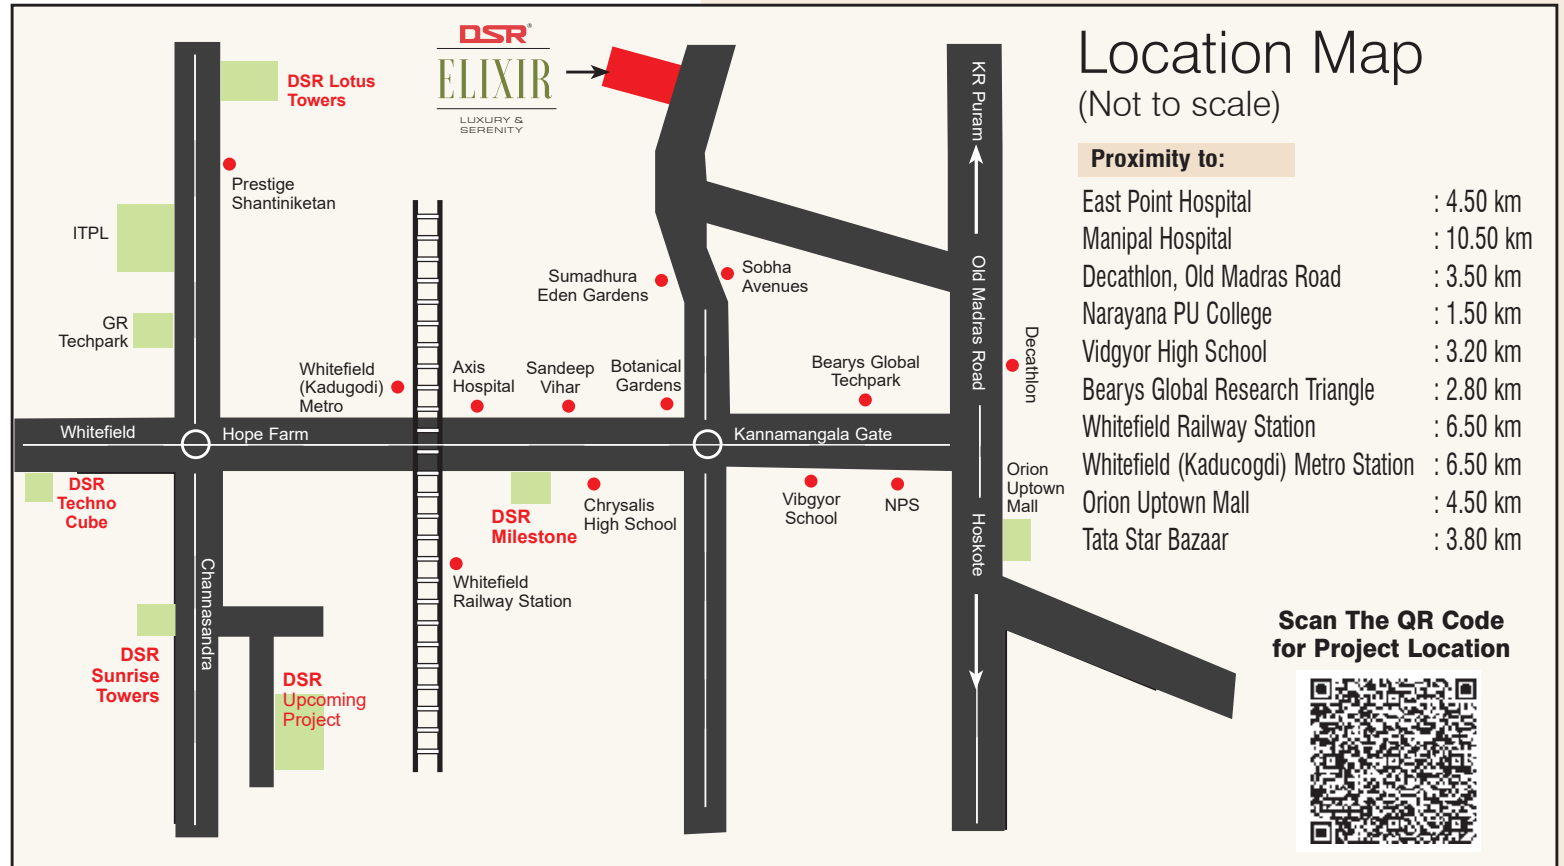 DSR®
ELIXIR
LUXURY &
SERENITY
DSR Lotus
Towers
Prestige
Shantiniketan
ITPL
GR
Techpark
Whitefield
(Kadugodi)
Metro
Axis
Hospital
Sandeep
Vihar
Botanical
Gardens
Sumadhura
Eden Gardens
Sobha
Avenues
Bearys Global
Techpark
KR Puram
Old Madras Road
Hoskote
Decathlon
Whitefield
Hope Farm
Kannamangala Gate
DSR
Techno
Cube
DSR
Milestone
Chrysalis
High School
Vibgyor
School
NPS
Orion
Uptown
Mall
Whitefield
Railway Station
Channasandra
DSR
Sunrise
Towers
DSR
Upcoming
Project
Location Map
(Not to scale)
Proximity to:
East Point Hospital : 4.50 km
Manipal Hospital : 10.50 km
Decathlon, Old Madras Road : 3.50 km
Narayana PU College : 1.50 km
Vidgyor High School : 3.20 km
Bearys Global Research Triangle : 2.80 km
Whitefield Railway Station : 6.50 km
Whitefield (Kaducogdi) Metro Station : 6.50 km
Orion Uptown Mall : 4.50 km
Tata Star Bazaar : 3.80 km
Scan The QR Code
for Project Location